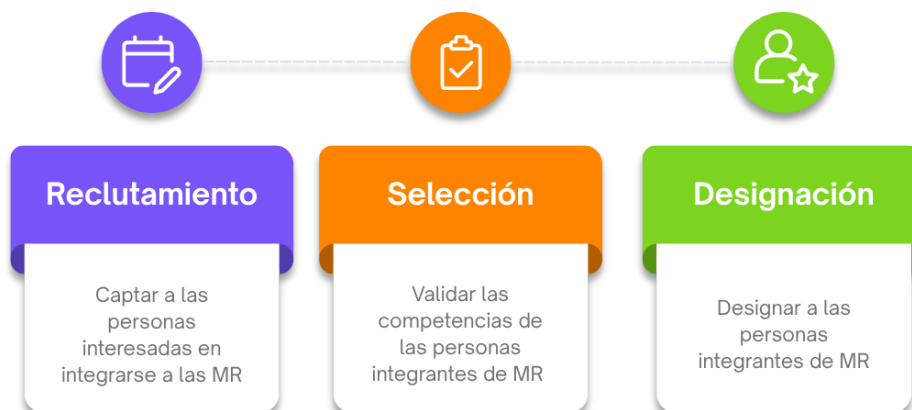 Reclutamiento
Captar a las
personas
interesadas en
integrarse a las MR
Selección
Validar las
competencias de
las personas
integrantes de MR
Designación
Designar a las
personas
integrantes de MR